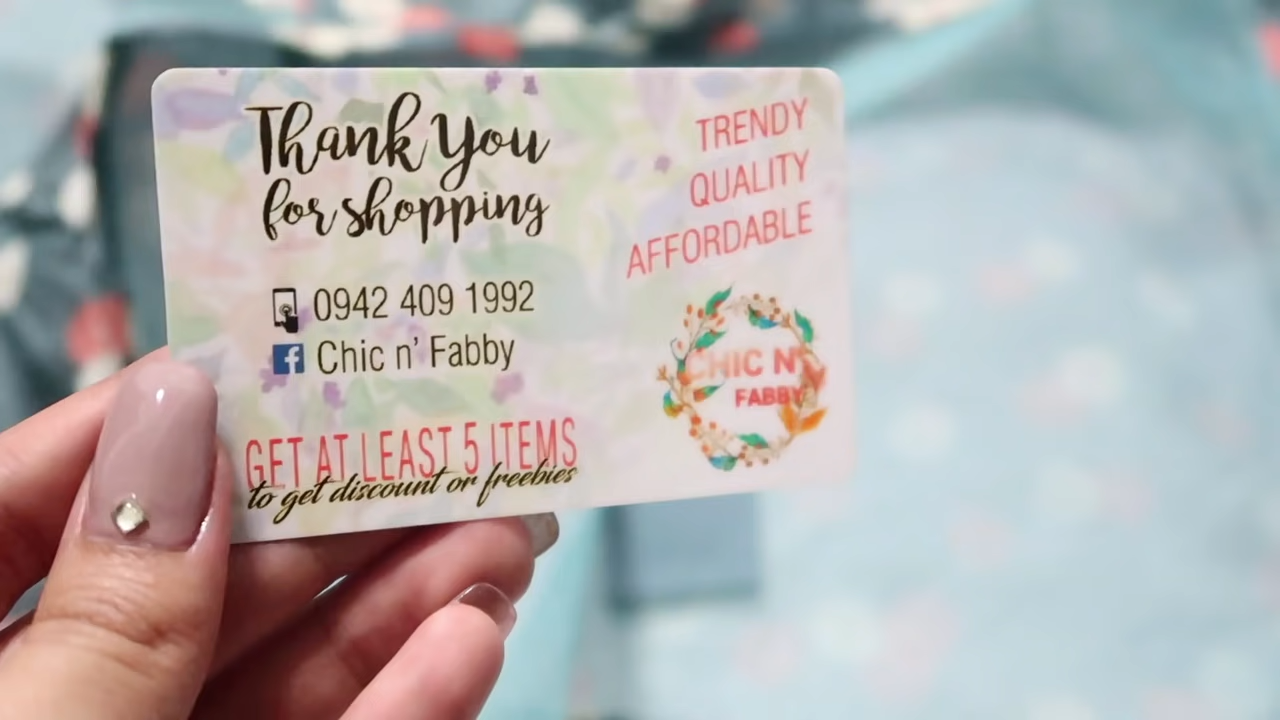 Thank You
for shopping
0942 409 1992
Chic n' Fabby
GET AT LEAST 5 ITEMS
to get discount or freebies
TRENDY
QUALITY
AFFORDABLE
CHIC N'
FABBY